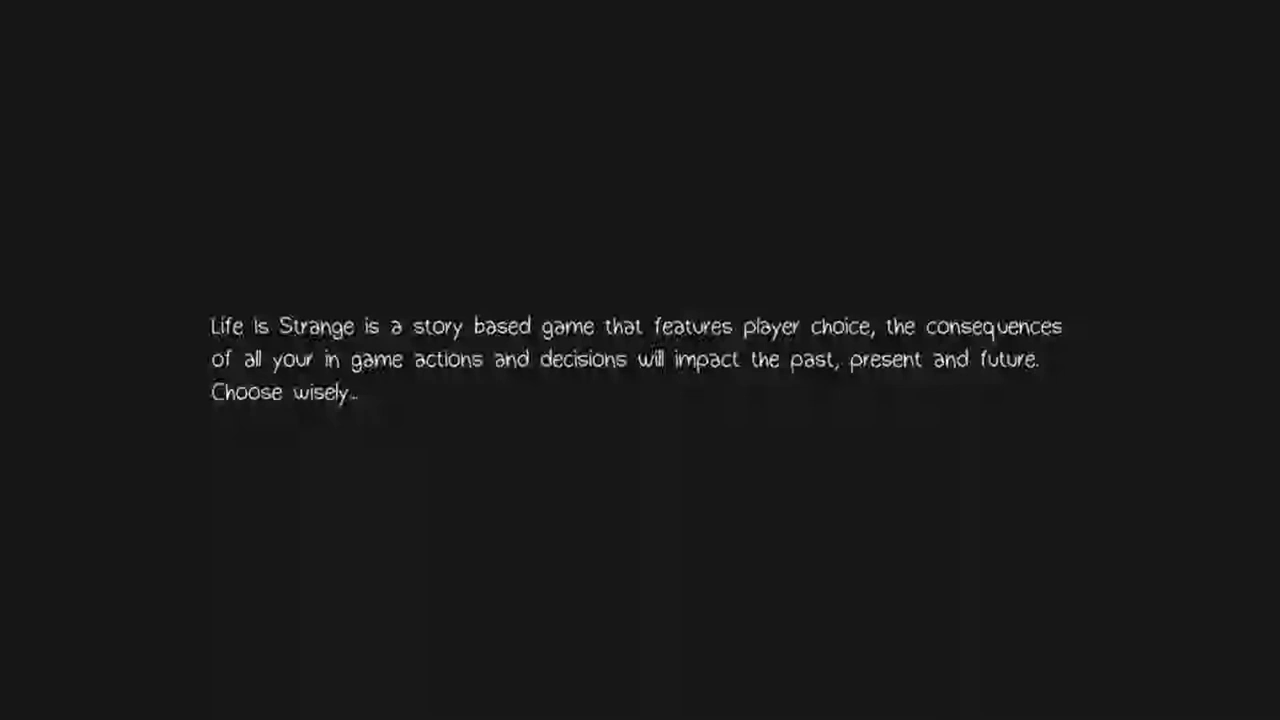 Life Is Strange is a story based game that features player choice, the consequences
of all your in game actions and decisions will impact the past, present and future.
Choose wisely...